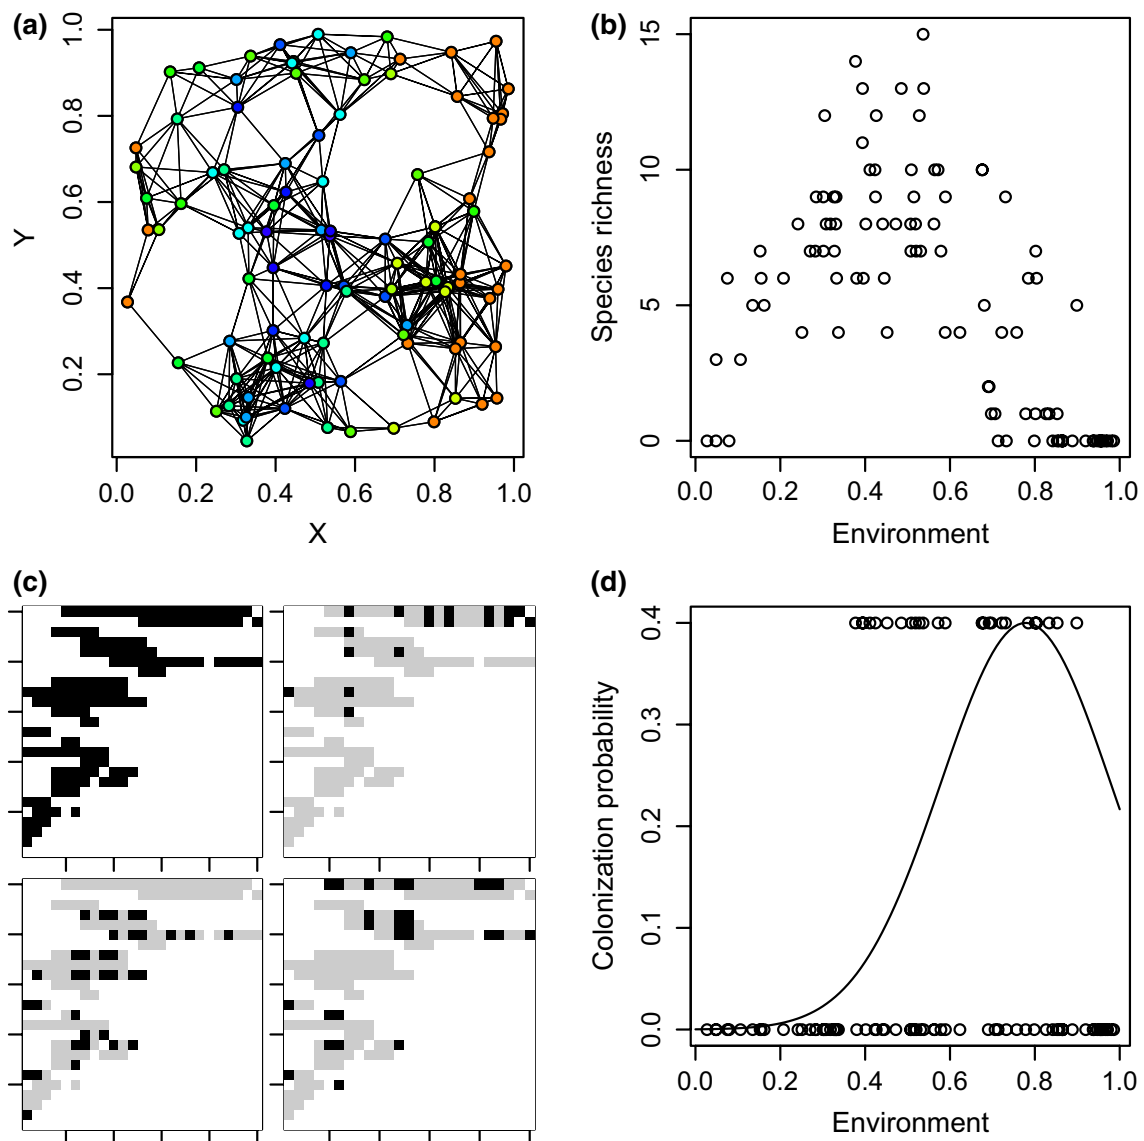 (a)
1.0
0.8
0.6
0.4
0.2
Y
0.0 0.2 0.4 0.6 0.8 1.0
X
(b)
15
10
5
0
Species richness
0.0 0.2 0.4 0.6 0.8 1.0
Environment
(c)
(d)
0.4
0.3
0.2
0.1
0.0
Colonization probability
0.0 0.2 0.4 0.6 0.8 1.0
Environment